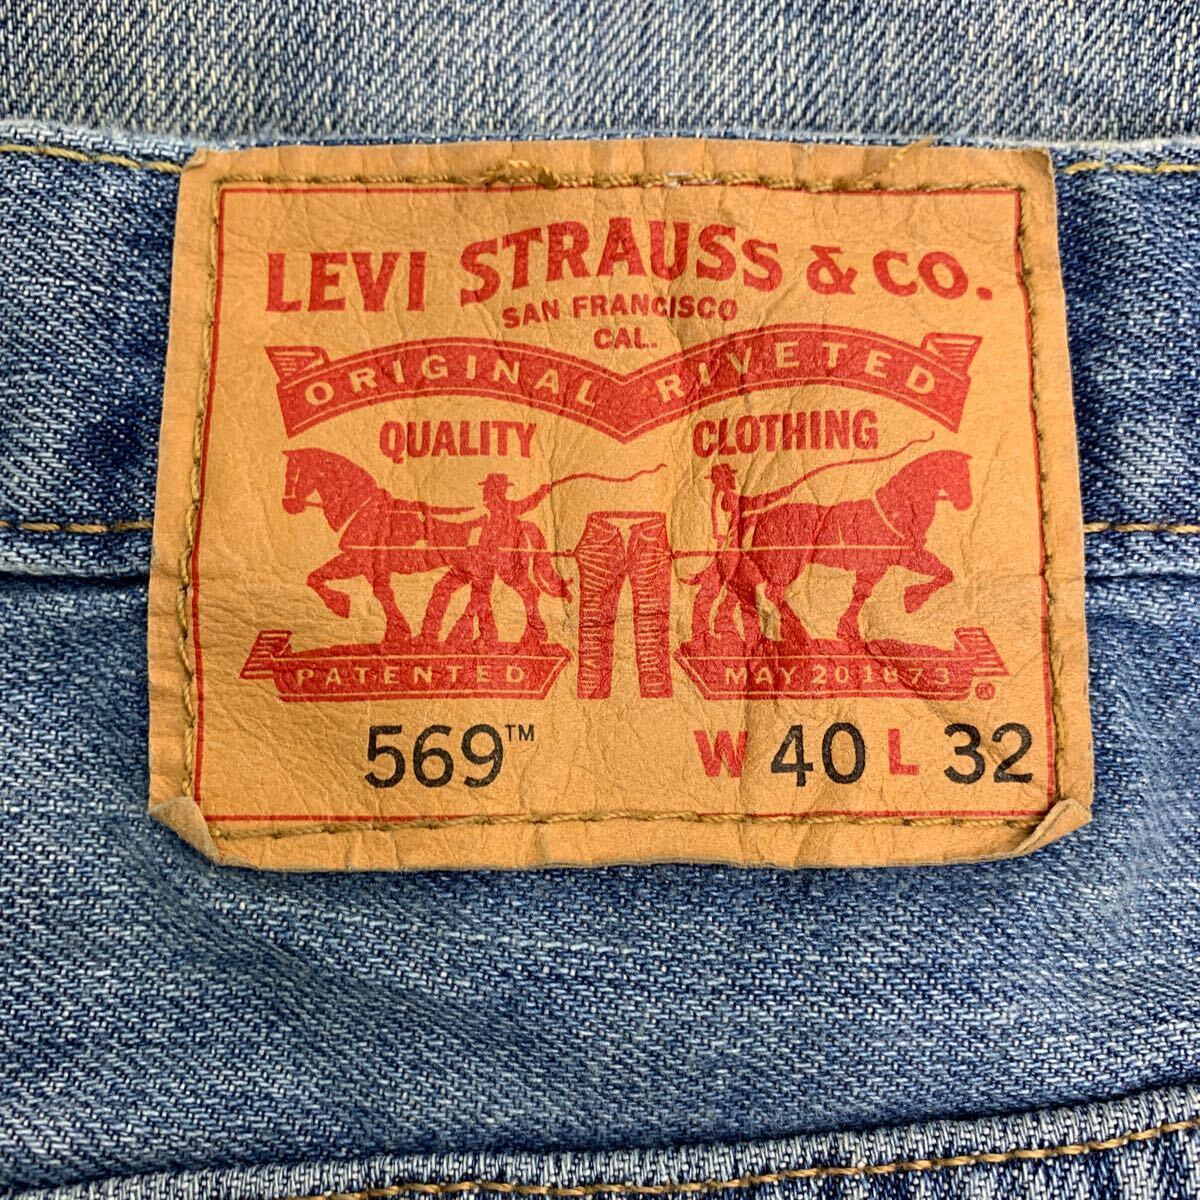 LEVI STRAUSS & CO.
SAN FRANCISCO
CAL.
ORIGINAL RIVETED
QUALITY CLOTHING
PATENTED MAY 20 1873 ®
569™ W 40 L 32